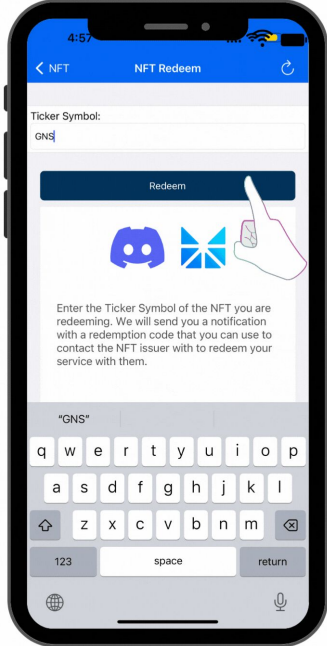 4:57
NFT
NFT Redeem
Ticker Symbol:
GNS
Redeem
Enter the Ticker Symbol of the NFT you are
redeeming. We will send you a notification
with a redemption code that you can use to
contact the NFT issuer with to redeem your
service with them.
"GNS"
q w e r t y u i o p
a s d f g h j k l
z x c v b n m
123 space return